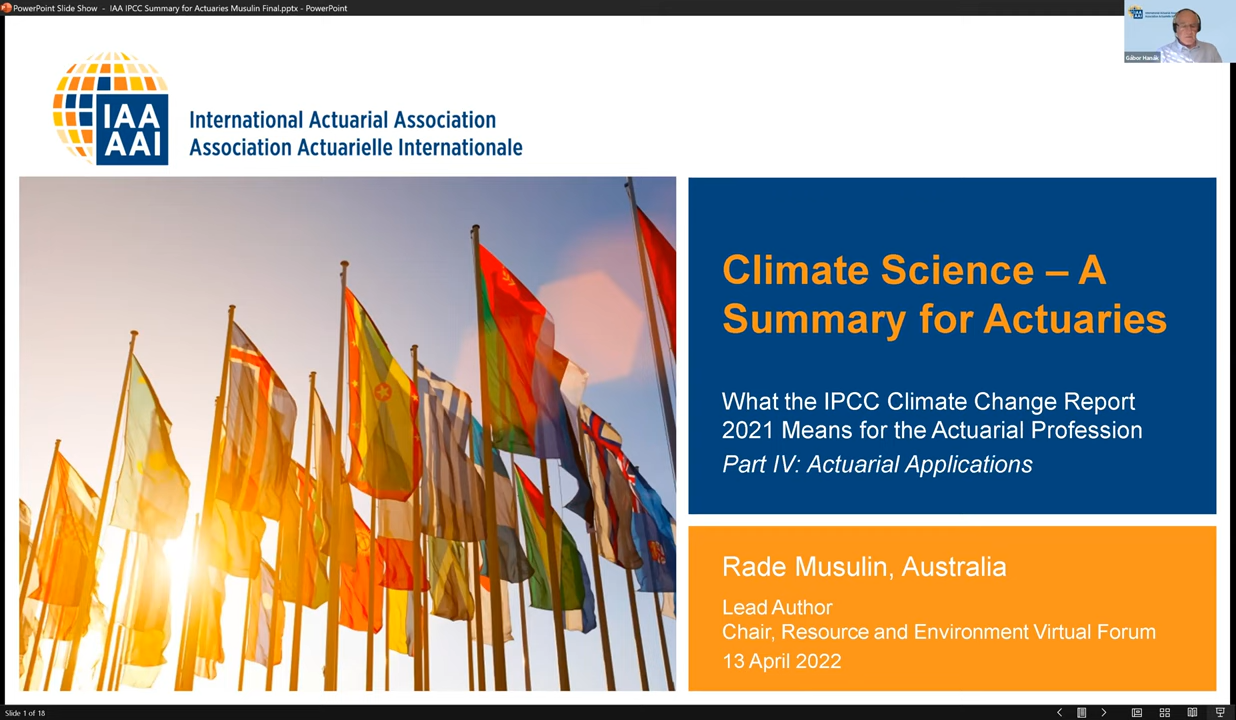 PowerPoint Slide Show - IAA IPCC Summary for Actuaries Musulin Final.pptx - PowerPoint
Gábor Hanák
IAA
AAI
International Actuarial Association
Association Actuarielle Internationale
Climate Science – A
Summary for Actuaries
What the IPCC Climate Change Report
2021 Means for the Actuarial Profession
Part IV: Actuarial Applications
Rade Musulin, Australia
Lead Author
Chair, Resource and Environment Virtual Forum
13 April 2022
Slide 1 of 18